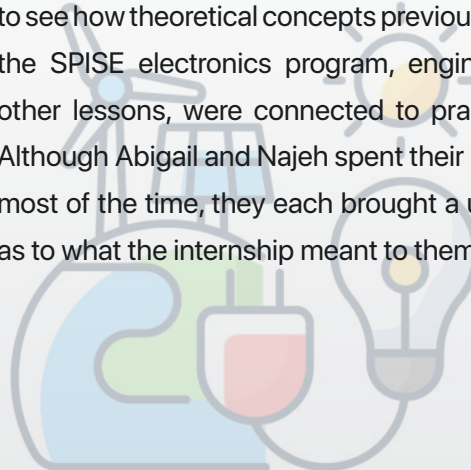 to see how theoretical concepts previou
the SPISE electronics program, engin
other lessons, were connected to pra
Although Abigail and Najeh spent their
most of the time, they each brought a u
as to what the internship meant to them